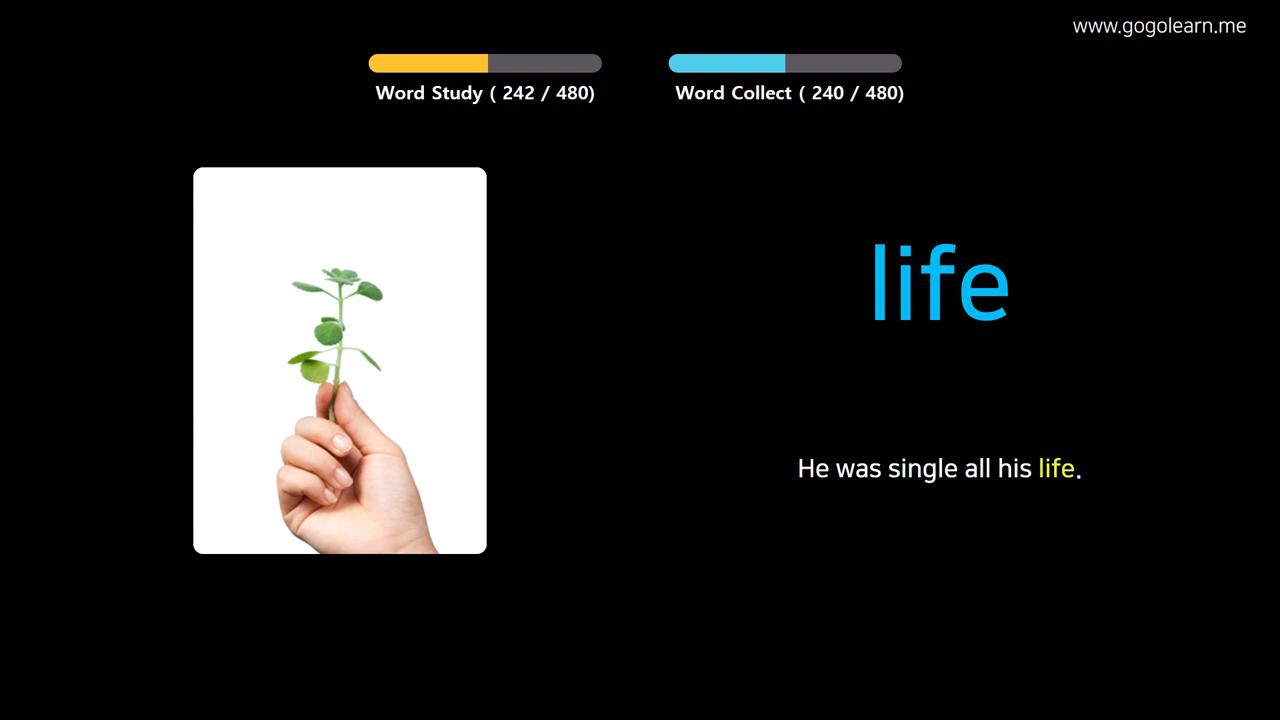 www.gogolearn.me
Word Study ( 242 / 480)
Word Collect ( 240 / 480)
life
He was single all his life.